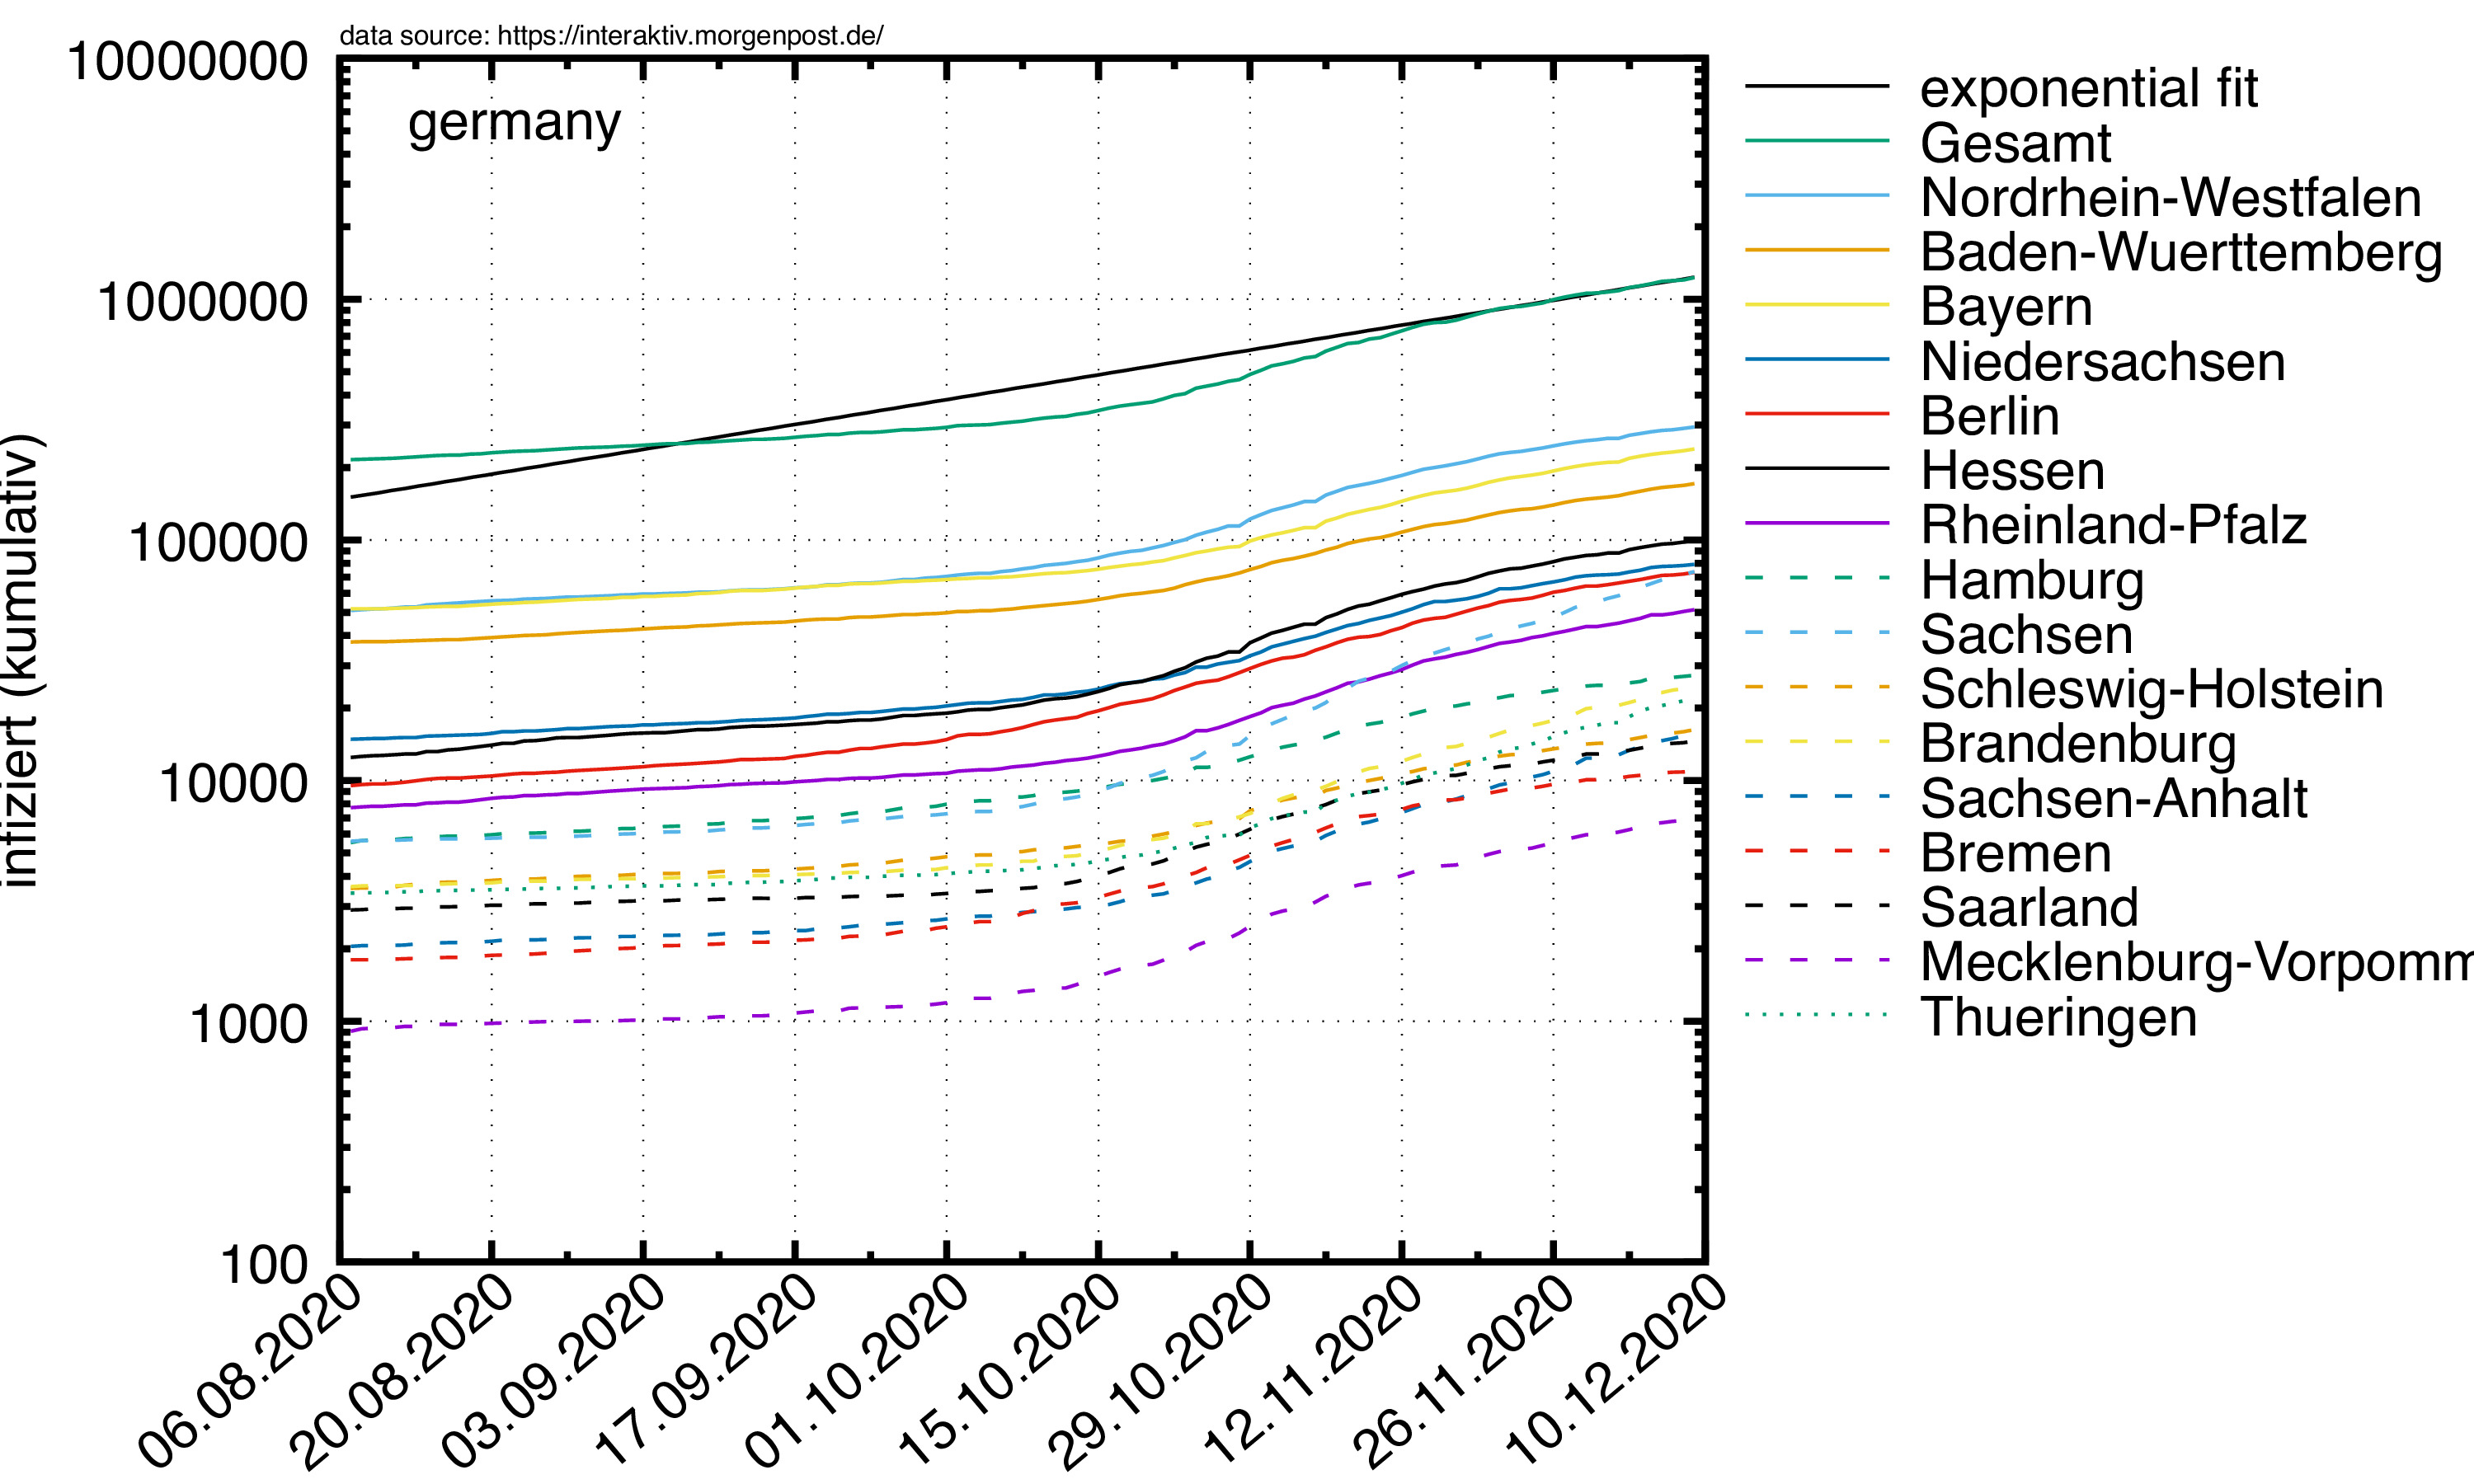 data source: https://interaktiv.morgenpost.de/
germany
infiziert (kumulativ)
10000000
1000000
100000
10000
1000
100
06.08.2020
20.08.2020
03.09.2020
17.09.2020
01.10.2020
15.10.2020
29.10.2020
12.11.2020
26.11.2020
10.12.2020
exponential fit
Gesamt
Nordrhein-Westfalen
Baden-Wuerttemberg
Bayern
Niedersachsen
Berlin
Hessen
Rheinland-Pfalz
Hamburg
Sachsen
Schleswig-Holstein
Brandenburg
Sachsen-Anhalt
Bremen
Saarland
Mecklenburg-Vorpomm
Thueringen